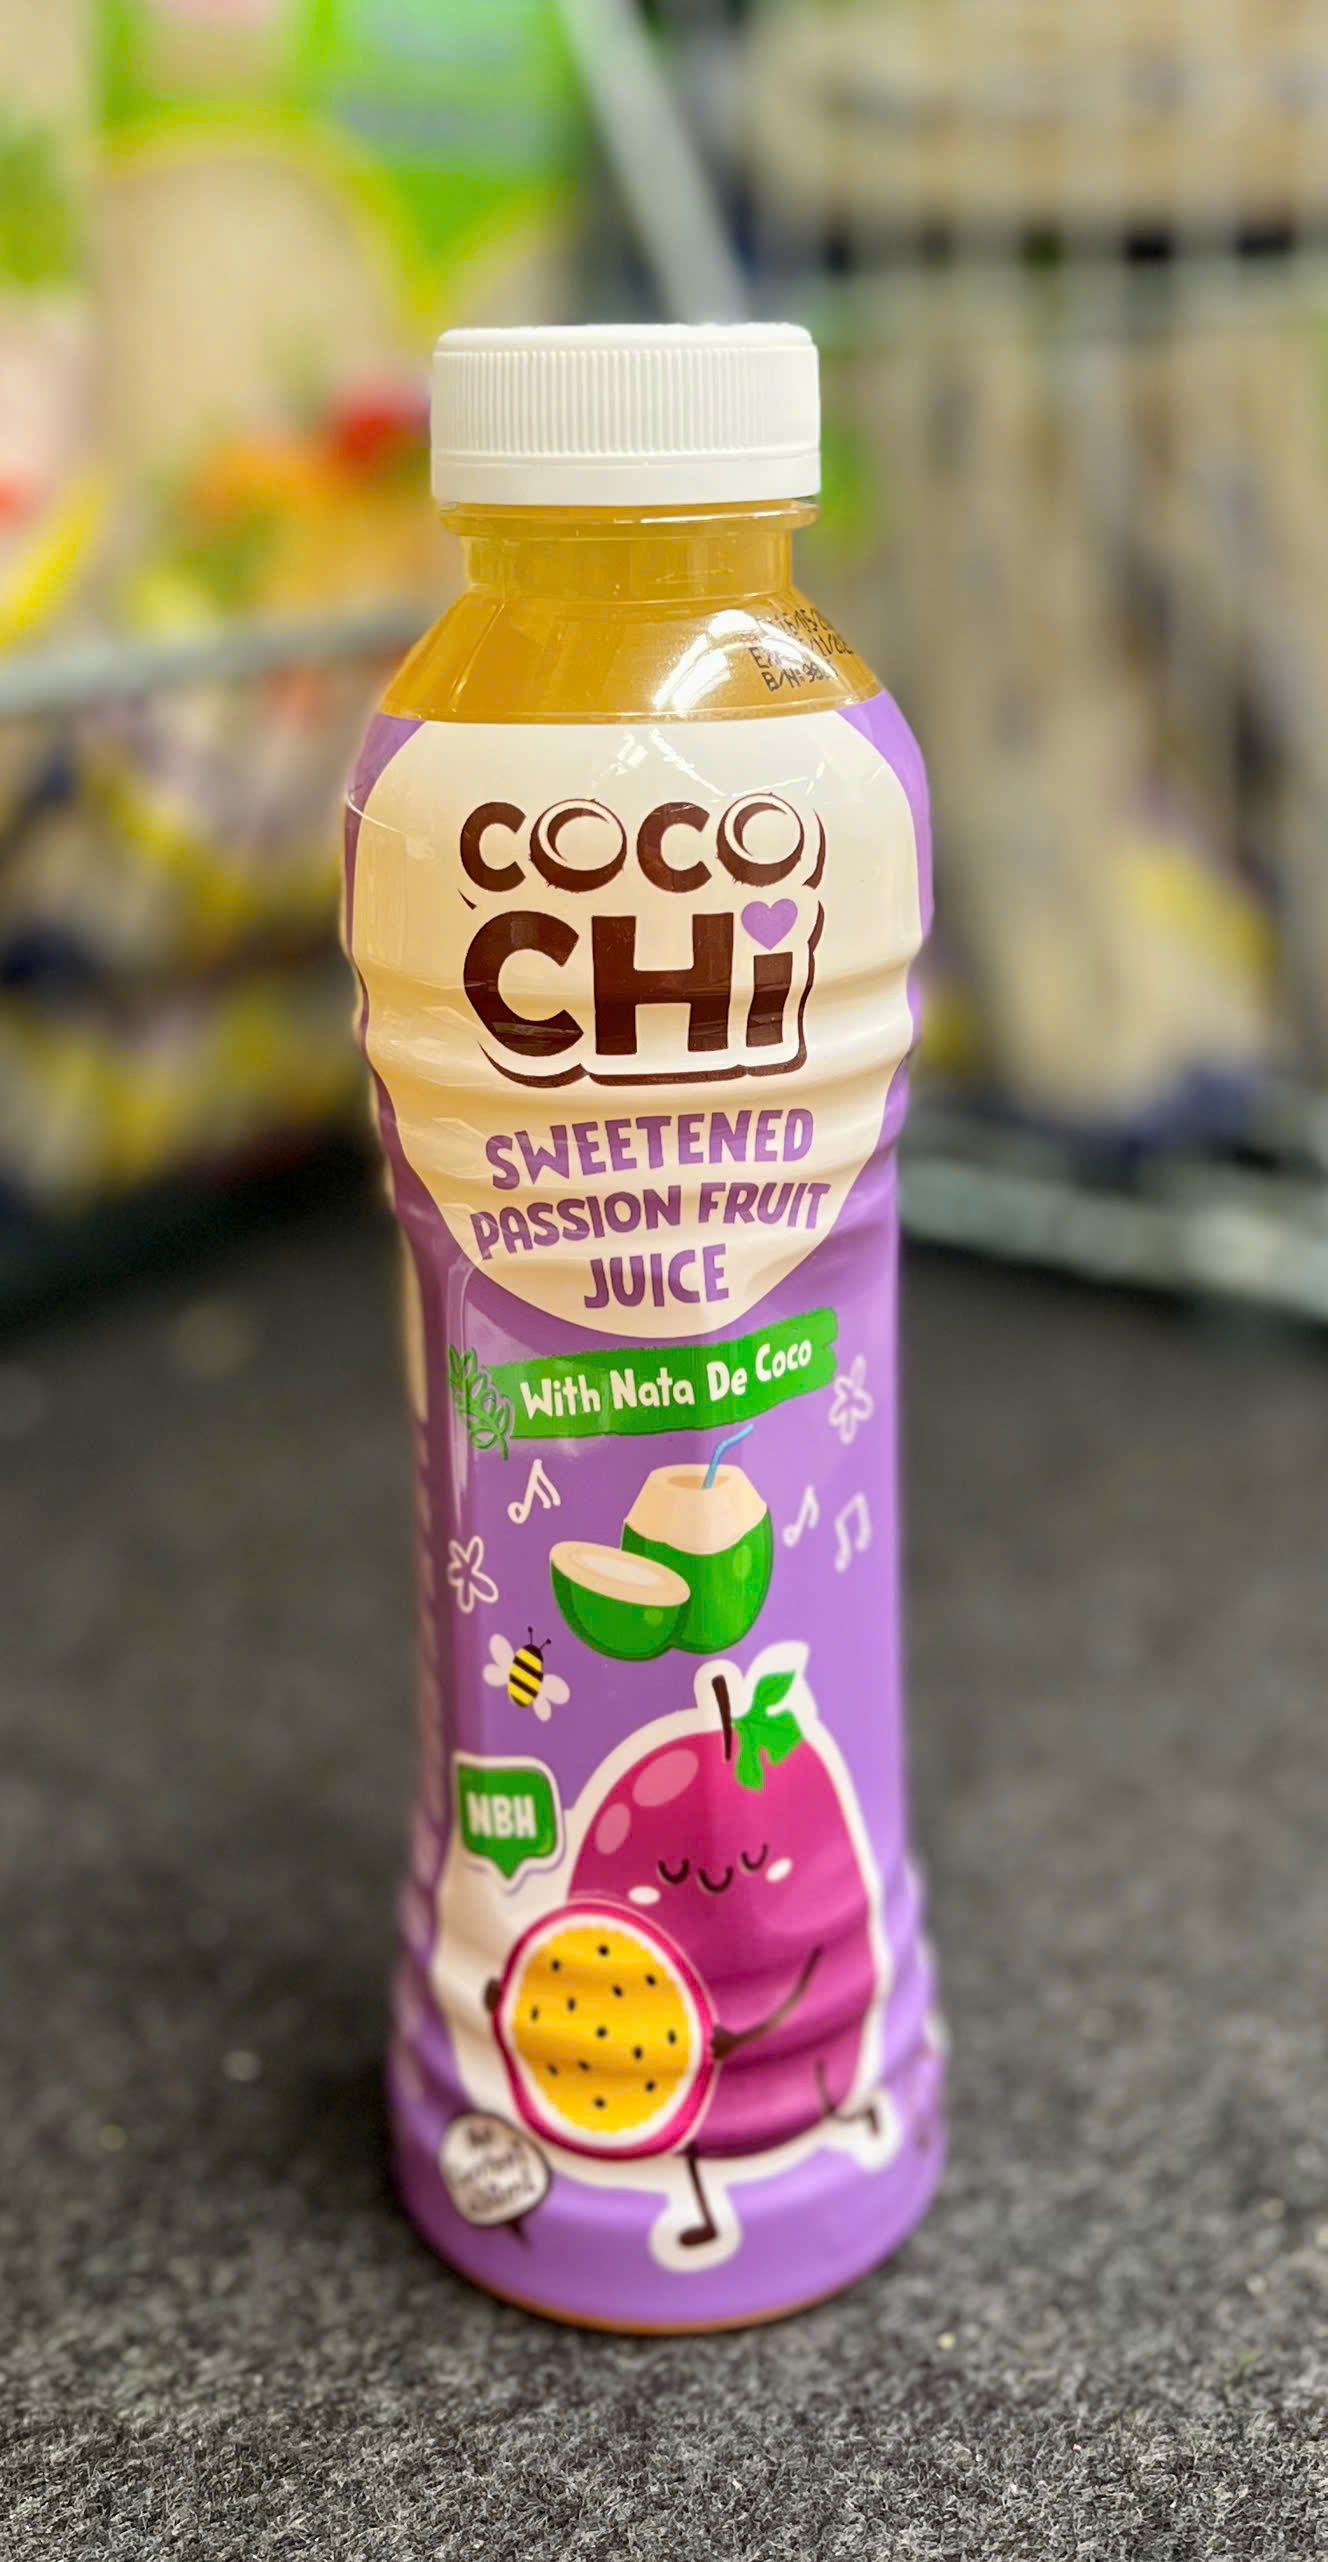 COCO
CHi
SWEETENED
PASSION FRUIT
JUICE
With Nata De Coco
NBH